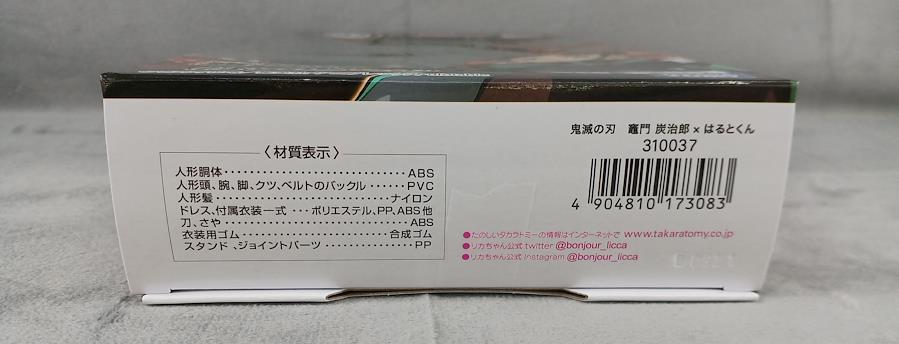 〈材質表示〉
人形胴体・・・・・・・・・・・・・・・・・・・・・・・・・ABS
人形頭、腕、脚、クツ、ベルトのバックル・・・・・・PVC
人形髪・・・・・・・・・・・・・・・・・・・・・・・・・ナイロン
ドレス、付属衣装一式・・・ポリエステル、PP、ABS他
刀、さや・・・・・・・・・・・・・・・・・・・・・・・・・ABS
衣装用ゴム・・・・・・・・・・・・・・・・・・・・合成ゴム
スタンド、ジョイントパーツ・・・・・・・・・・・・・・PP
鬼滅の刃 竈門 炭治郎×はるとくん
310037
4 904810 173083
●たのしいタカラトミーの情報はインターネットで www.takaratomy.co.jp
●リカちゃん公式 twitter @bonjour_licca
●リカちゃん公式 Instagram @bonjour_licca